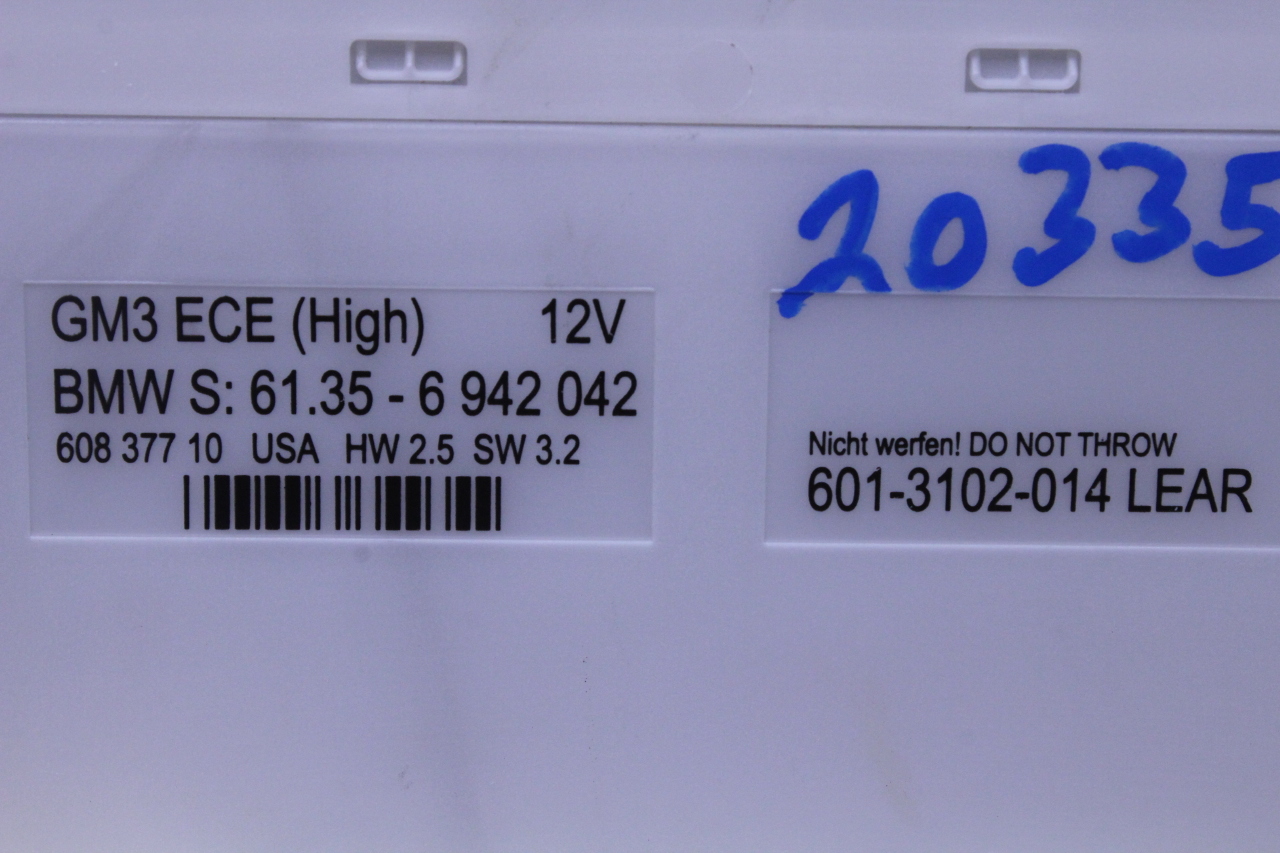 20335
GM3 ECE (High) 12V
BMW S: 61.35 - 6 942 042
608 377 10 USA HW 2.5 SW 3.2
Nicht werfen! DO NOT THROW
601-3102-014 LEAR